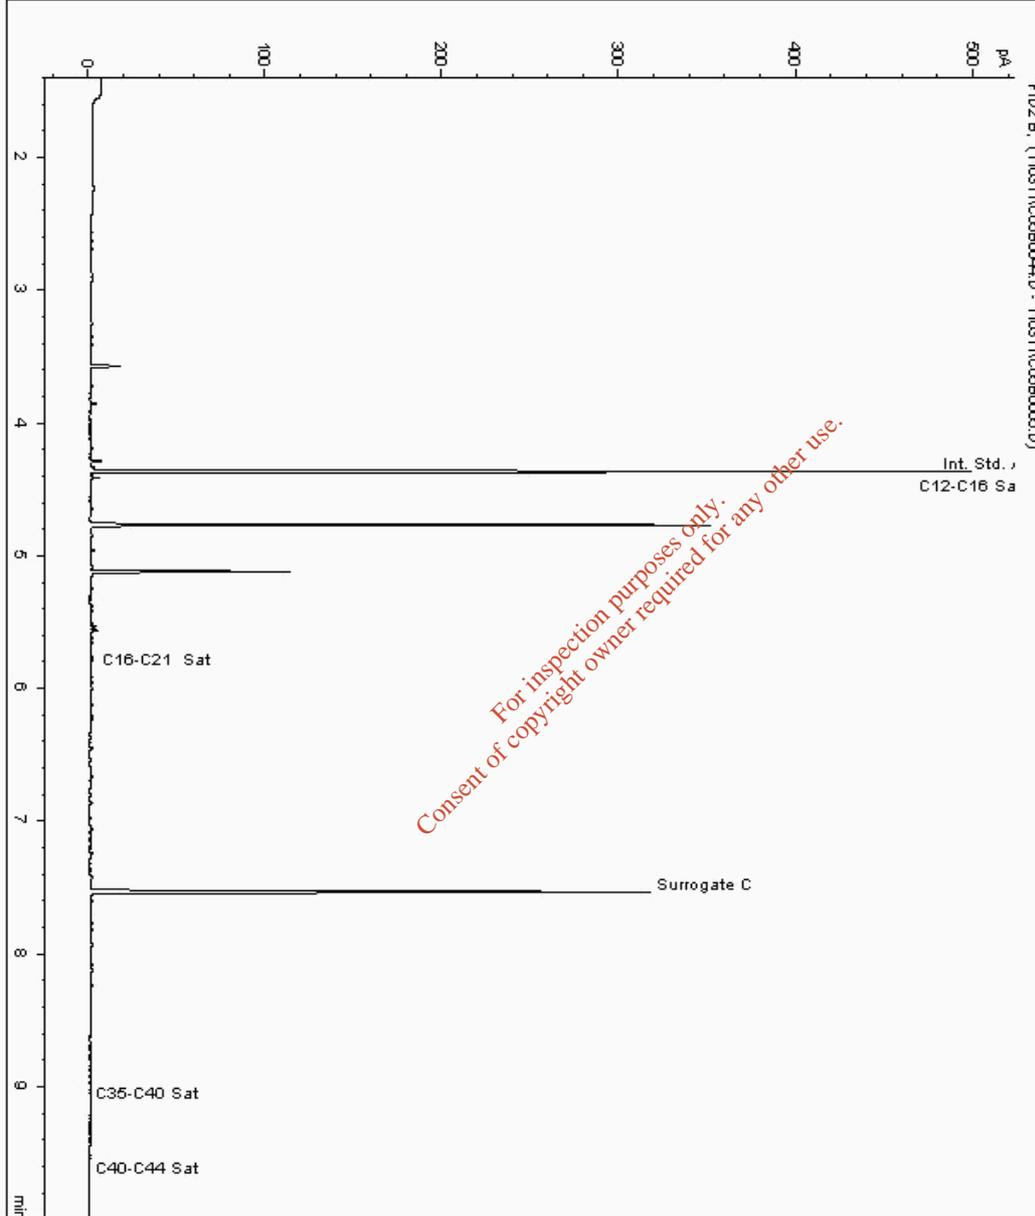 0
100
200
300
400
500
pA
2
3
4
5
6
7
8
9
Int. Std.
C12-C16 Sa
C16-C21 Sat
Surrogate C
C35-C40 Sat
C40-C44 Sat
For inspection purposes only.
Consent of copyright owner required for any other use.